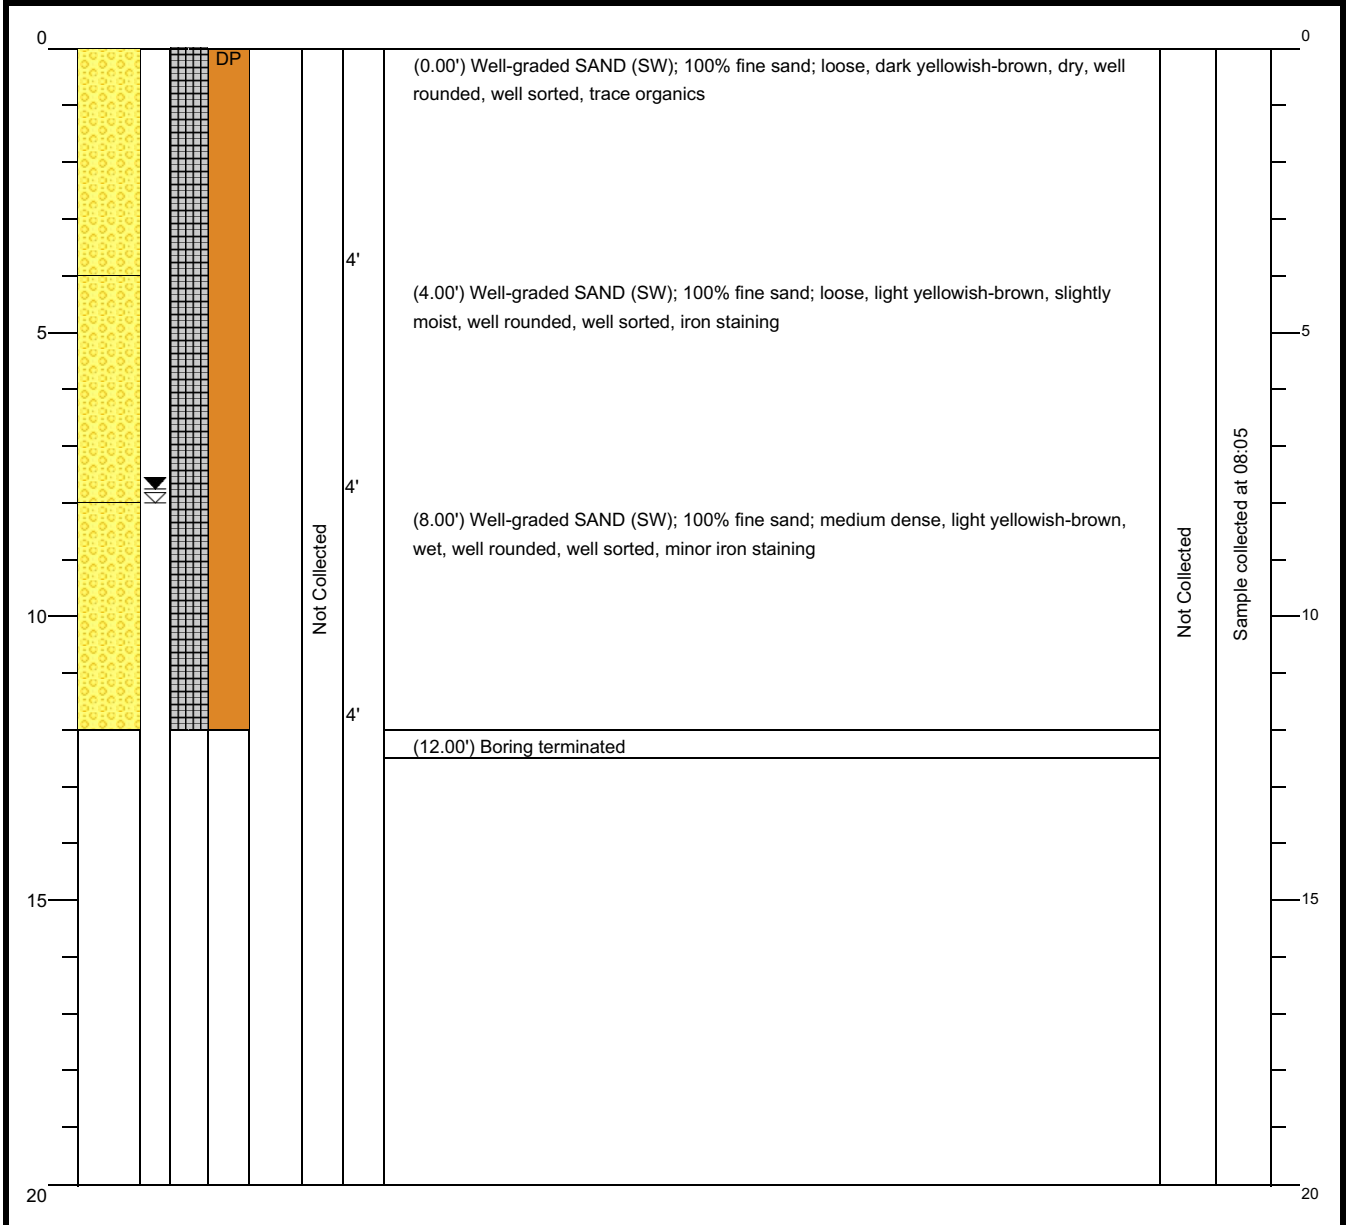 0
0
DP
(0.00') Well-graded SAND (SW); 100% fine sand; loose, dark yellowish-brown, dry, well
rounded, well sorted, trace organics
4'
(4.00') Well-graded SAND (SW); 100% fine sand; loose, light yellowish-brown, slightly
moist, well rounded, well sorted, iron staining
5
5
4'
(8.00') Well-graded SAND (SW); 100% fine sand; medium dense, light yellowish-brown,
wet, well rounded, well sorted, minor iron staining
Not Collected
Not Collected
Sample collected at 08:05
10
10
4'
(12.00') Boring terminated
15
15
20
20